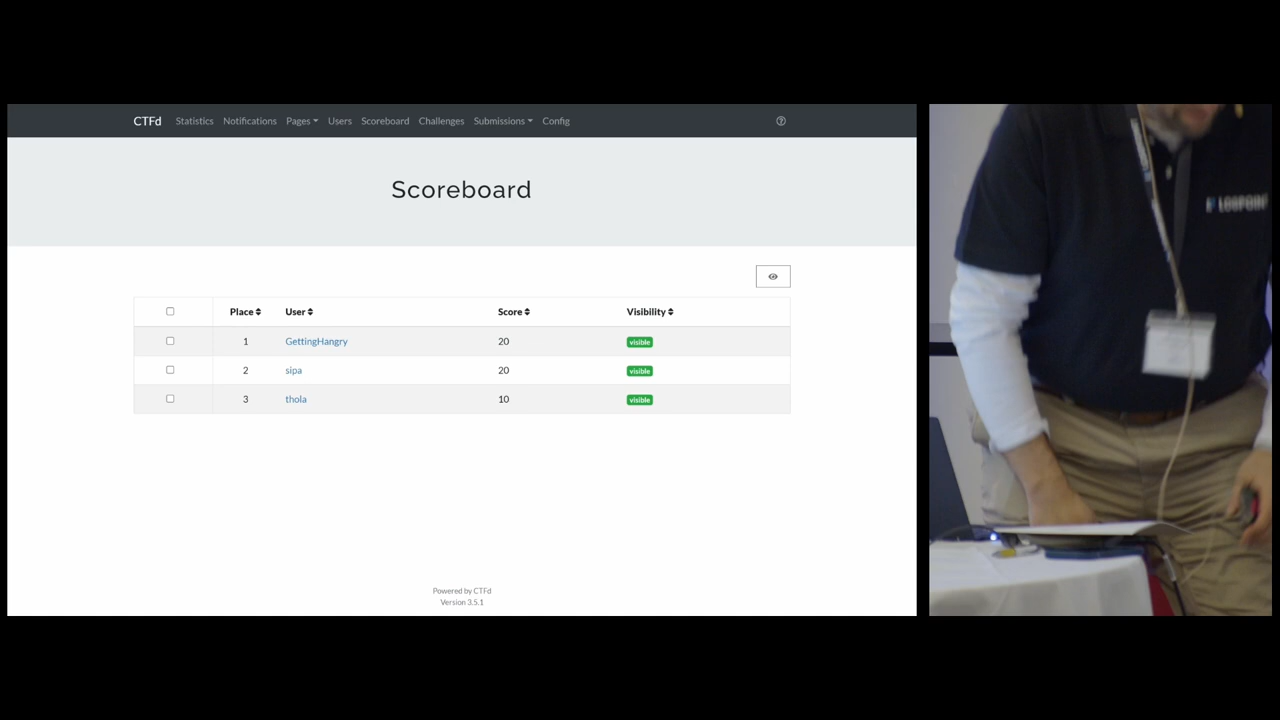 CTFd Statistics Notifications Pages Users Scoreboard Challenges Submissions Config
Scoreboard
Place User Score Visibility
1 GettingHangry 20 visible
2 sipa 20 visible
3 thola 10 visible
Powered by CTFd
Version 3.5.1